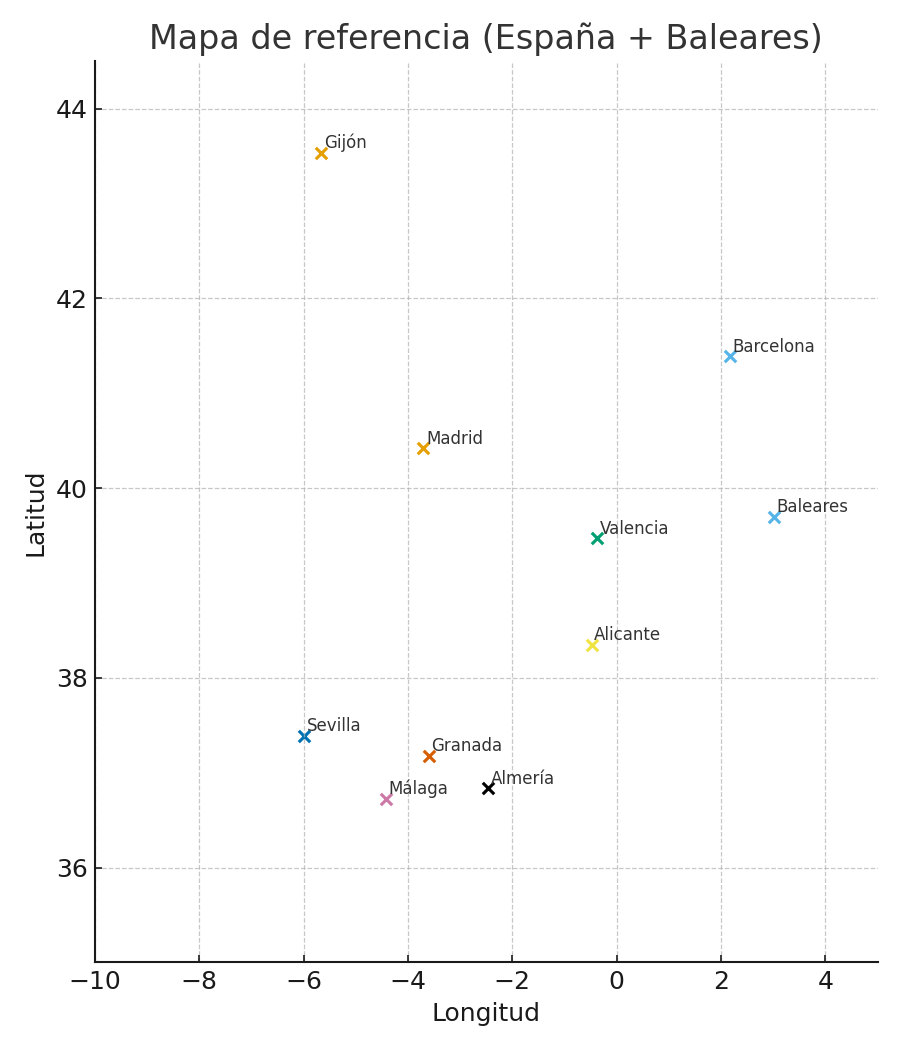 Mapa de referencia (España + Baleares)
44
Gijón
42
Barcelona
Madrid
40
Baleares
Valencia
Alicante
38
Sevilla
Granada
Almería
Málaga
36
Latitud
−10 −8 −6 −4 −2 0 2 4
Longitud